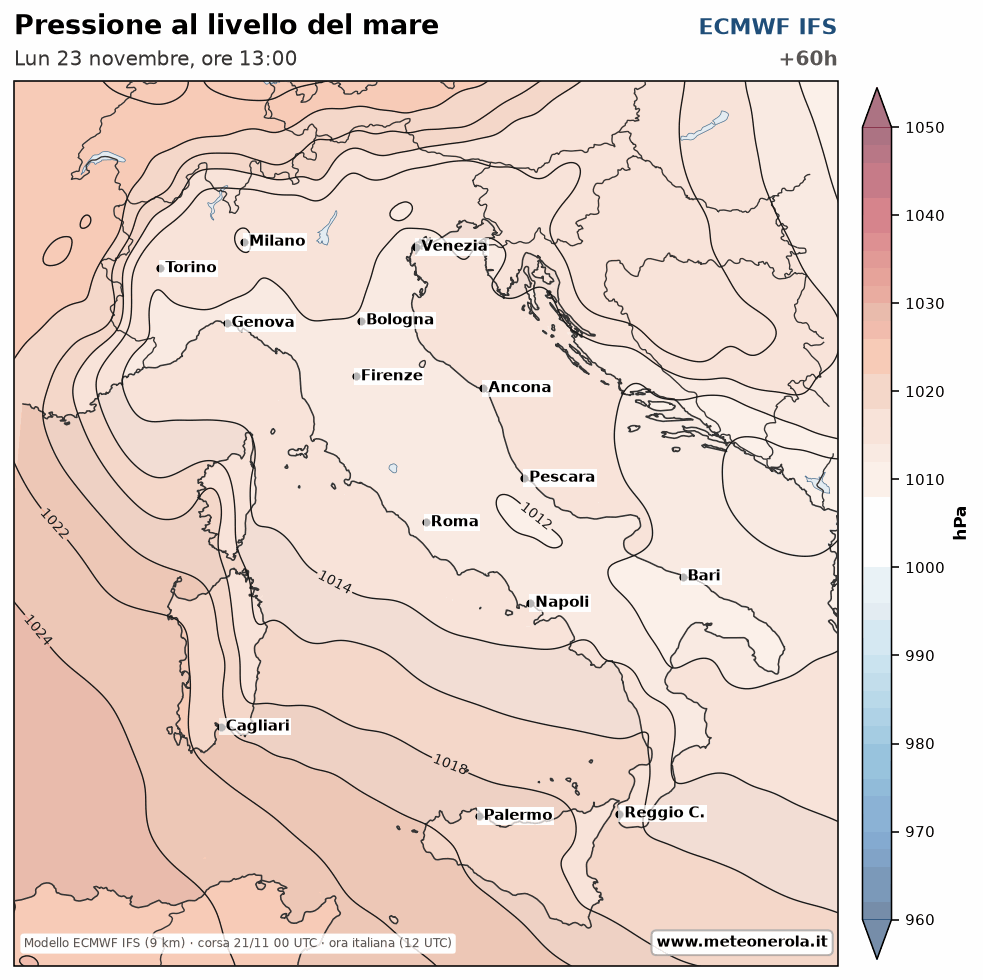 Pressione al livello del mare
ECMWF IFS
Lun 23 novembre, ore 13:00
+60h
1050
1040
1030
1020
1010
1000
990
980
970
960
hPa
Milano
Venezia
Torino
Genova
Bologna
Firenze
Ancona
Pescara
1012
1022
Roma
Bari
1014
Napoli
1024
Cagliari
1018
Palermo
Reggio C.
Modello ECMWF IFS (9 km) · corsa 21/11 00 UTC · ora italiana (12 UTC)
www.meteonerola.it